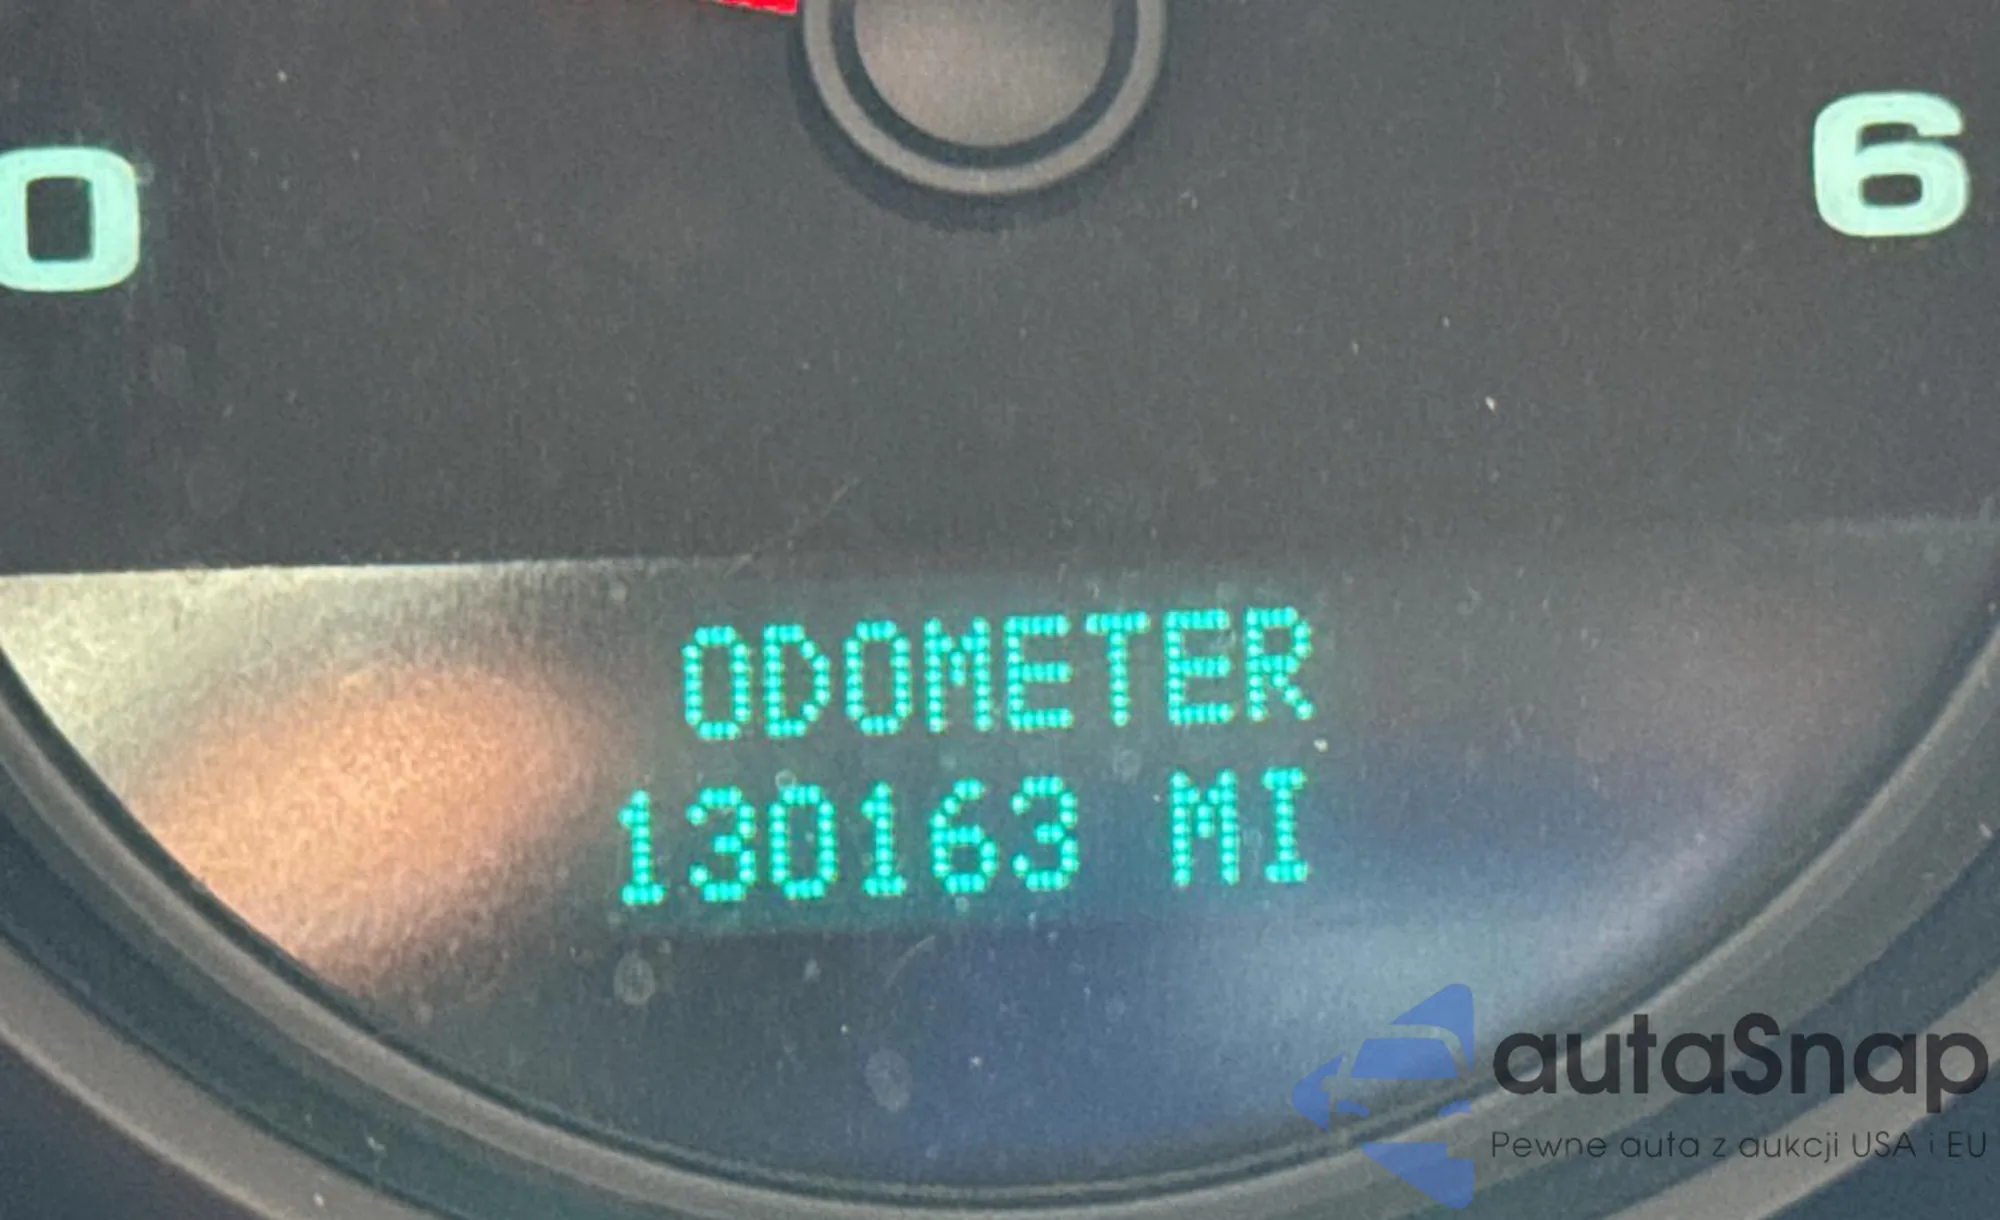 0 6
ODOMETER
130163 MI
autaSnap
Pewne auta z aukcji USA i EU